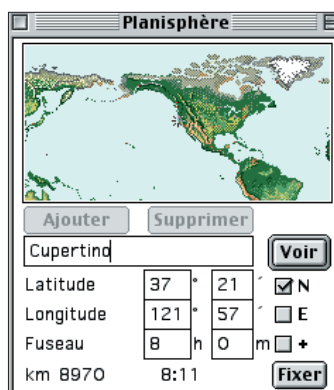 Planisphère
Ajouter Supprimer
Cupertino Voir
Latitude 37 ° 21 ´ N
Longitude 121 ° 57 ´ E
Fuseau 8 h 0 m +
km 8970 8:11 Fixer